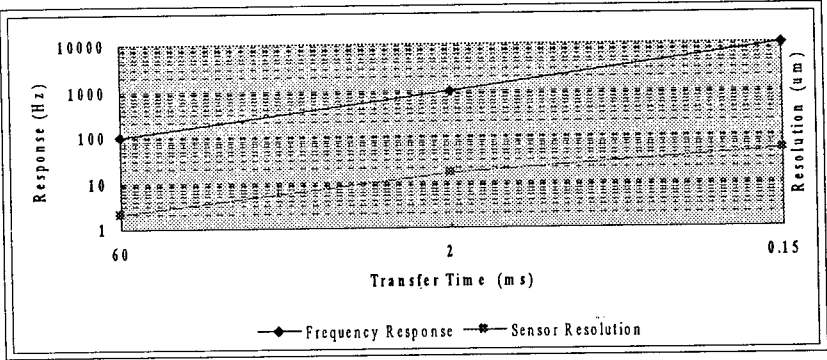 Response (Hz)
10000
1000
100
10
1
Resolution (um)
60
2
0.15
Transfer Time (ms)
Frequency Response
Sensor Resolution